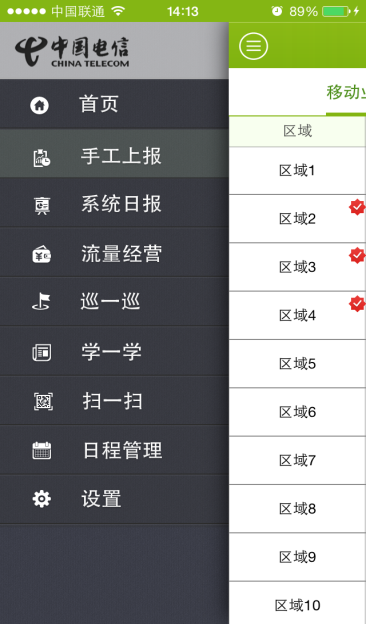 中国联通 14:13 89%
中国电信
CHINA TELECOM
首页
手工上报
系统日报
流量经营
巡一巡
学一学
扫一扫
日程管理
设置
移动业
区域
区域1
区域2
区域3
区域4
区域5
区域6
区域7
区域8
区域9
区域10